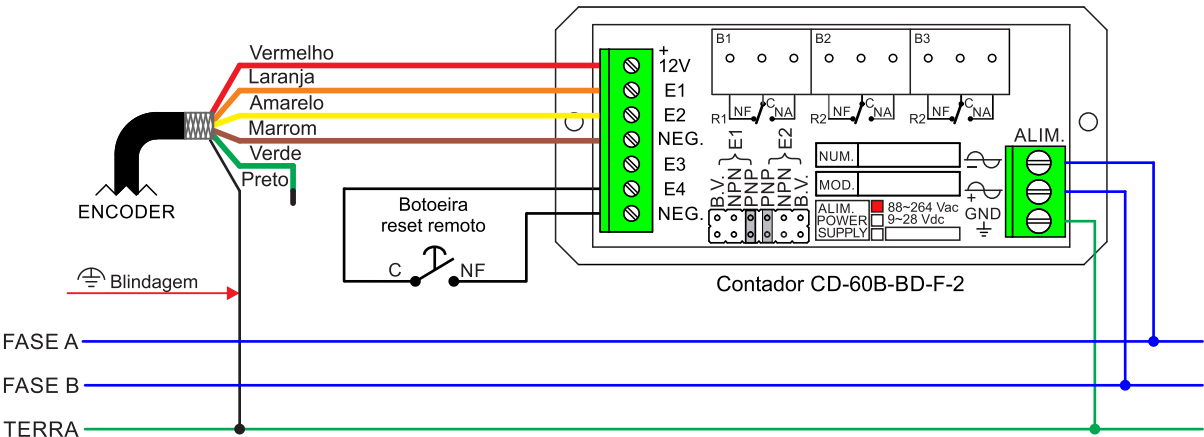 Vermelho
Laranja
Amarelo
Marrom
Verde
Preto
ENCODER
Blindagem
Botoeira
reset remoto
C
NF
+
12V
E1
E2
NEG.
E3
E4
NEG.
B1
B2
B3
R1
NF
C
NA
R2
NF
C
NA
R2
NF
C
NA
E1
E2
B.V.
NPN
PNP
PNP
NPN
B.V.
NUM.
MOD.
ALIM.
POWER
SUPPLY
88~264 Vac
9~28 Vdc
ALIM.
−
+
GND
Contador CD-60B-BD-F-2
FASE A
FASE B
TERRA